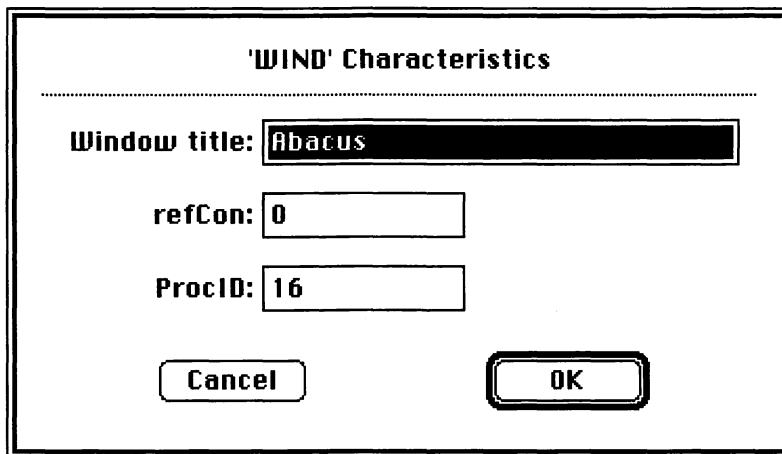 'WIND' Characteristics
Window title: Abacus
refCon: 0
ProcID: 16
Cancel OK